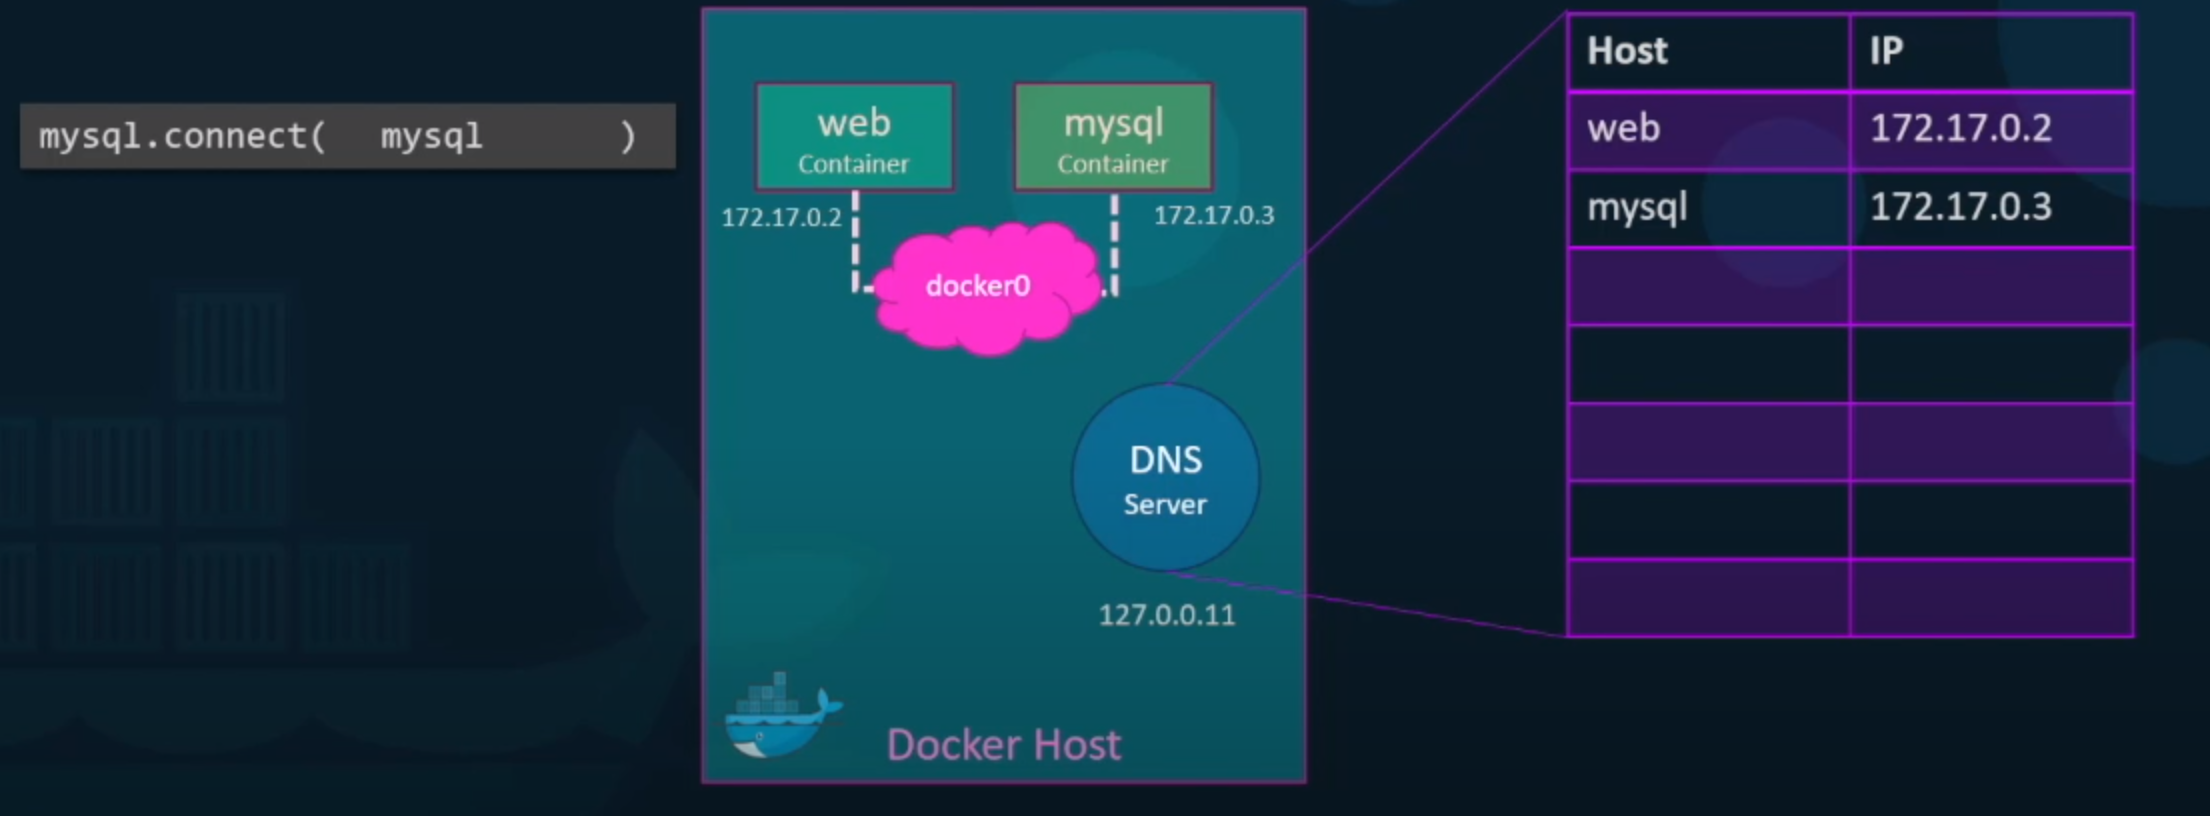 mysql.connect( mysql )
web
Container
mysql
Container
172.17.0.2
172.17.0.3
docker0
DNS
Server
127.0.0.11
Docker Host
Host IP
web 172.17.0.2
mysql 172.17.0.3